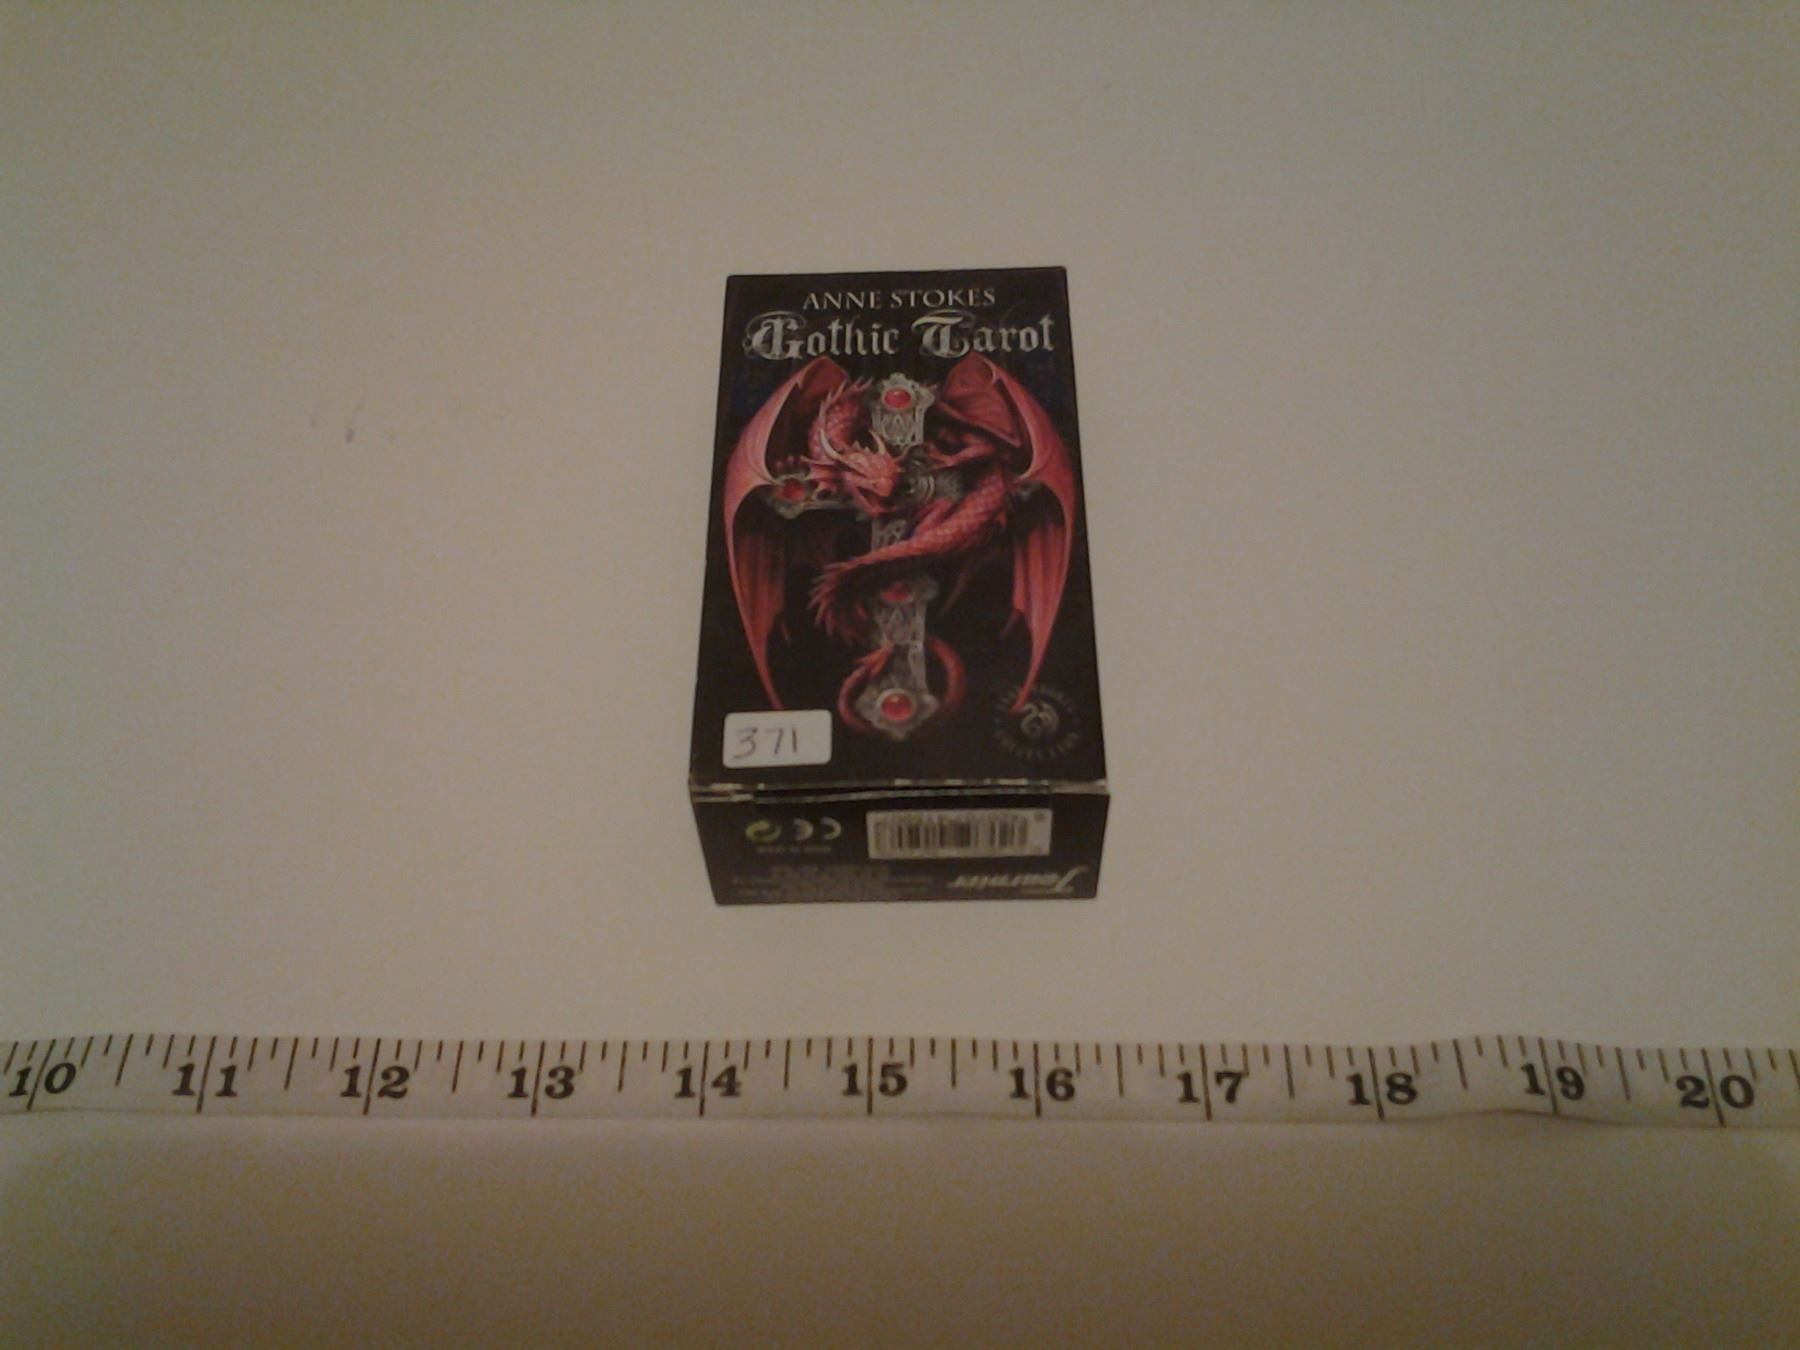 ANNE STOKES
Gothic Tarot
371
Fournier
10 11 12 13 14 15 16 17 18 19 20